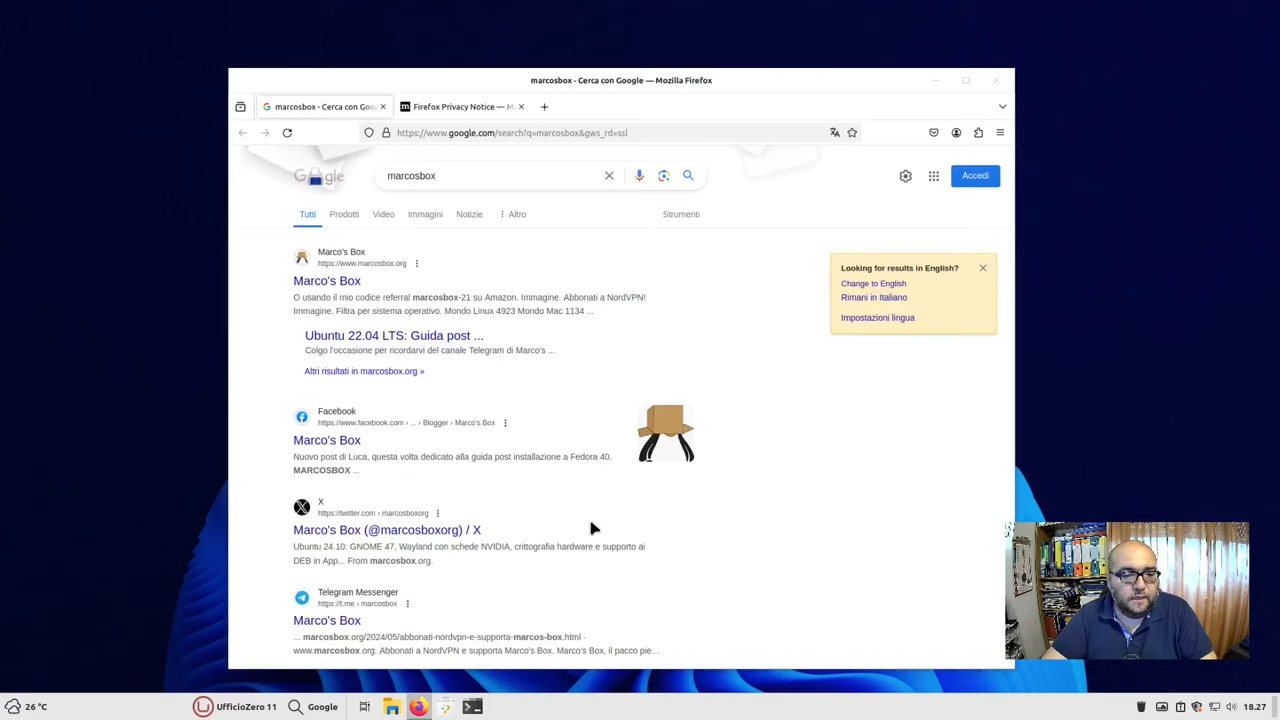 marcosbox - Cerca con Google — Mozilla Firefox
marcosbox - Cerca con Goog
Firefox Privacy Notice — M
https://www.google.com/search?q=marcosbox&gws_rd=ssl
Google
marcosbox
Accedi
Tutti
Prodotti
Video
Immagini
Notizie
Altro
Strumenti
Marco's Box
https://www.marcosbox.org
Marco's Box
O usando il mio codice referral marcosbox-21 su Amazon. Immagine. Abbonati a NordVPN!
Immagine. Filtra per sistema operativo. Mondo Linux 4923 Mondo Mac 1134 ...
Ubuntu 22.04 LTS: Guida post ...
Colgo l'occasione per ricordarvi del canale Telegram di Marco's ...
Altri risultati in marcosbox.org »
Looking for results in English?
Change to English
Rimani in Italiano
Impostazioni lingua
Facebook
https://www.facebook.com › ... › Blogger › Marco's Box
Marco's Box
Nuovo post di Luca, questa volta dedicato alla guida post installazione a Fedora 40.
MARCOSBOX ...
X
https://twitter.com › marcosboxorg
Marco's Box (@marcosboxorg) / X
Ubuntu 24.10: GNOME 47, Wayland con schede NVIDIA, crittografia hardware e supporto ai
DEB in App... From marcosbox.org.
Telegram Messenger
https://t.me › marcosbox
Marco's Box
... marcosbox.org/2024/05/abbonati-nordvpn-e-supporta-marcos-box.html ·
www.marcosbox.org. Abbonati a NordVPN e supporta Marco's Box. Marco's Box, il pacco pie...
26 °C
UfficioZero 11
Google
18.27